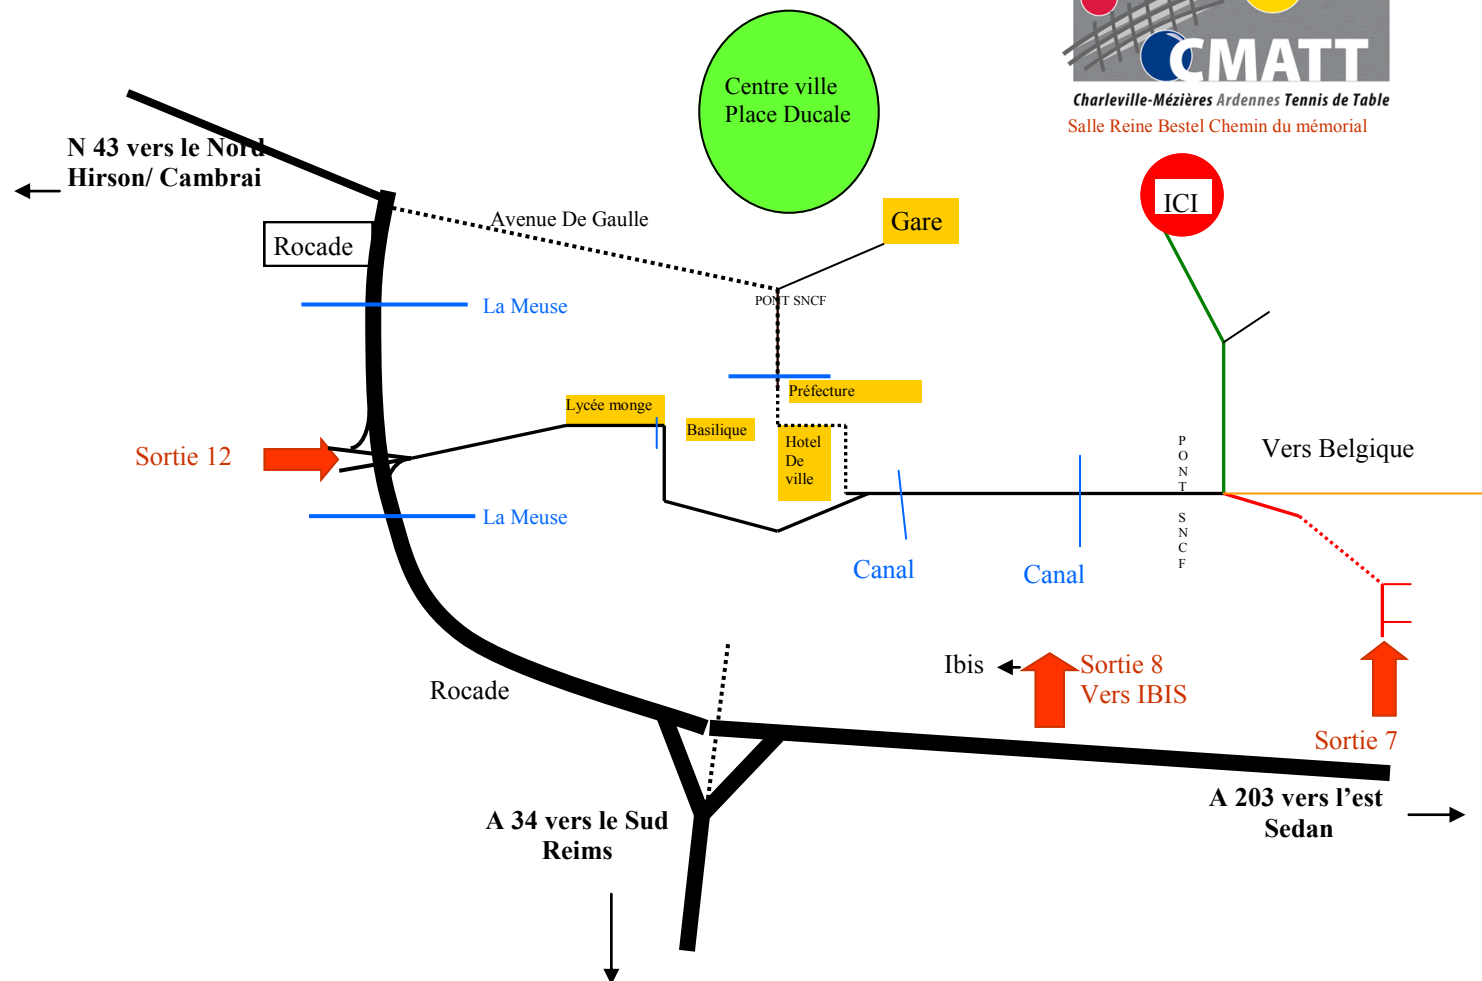 CMATT
Charleville-Mézières Ardennes Tennis de Table
Salle Reine Bestel Chemin du mémorial
Centre ville
Place Ducale
N 43 vers le Nord
Hirson/ Cambrai
ICI
Gare
Avenue De Gaulle
Rocade
PONT SNCF
La Meuse
Préfecture
Lycée monge
Basilique
Hotel
De
ville
PONT SNCF
Vers Belgique
Sortie 12
La Meuse
Canal
Canal
Ibis
Sortie 8
Vers IBIS
Rocade
Sortie 7
A 203 vers l’est
Sedan
A 34 vers le Sud
Reims